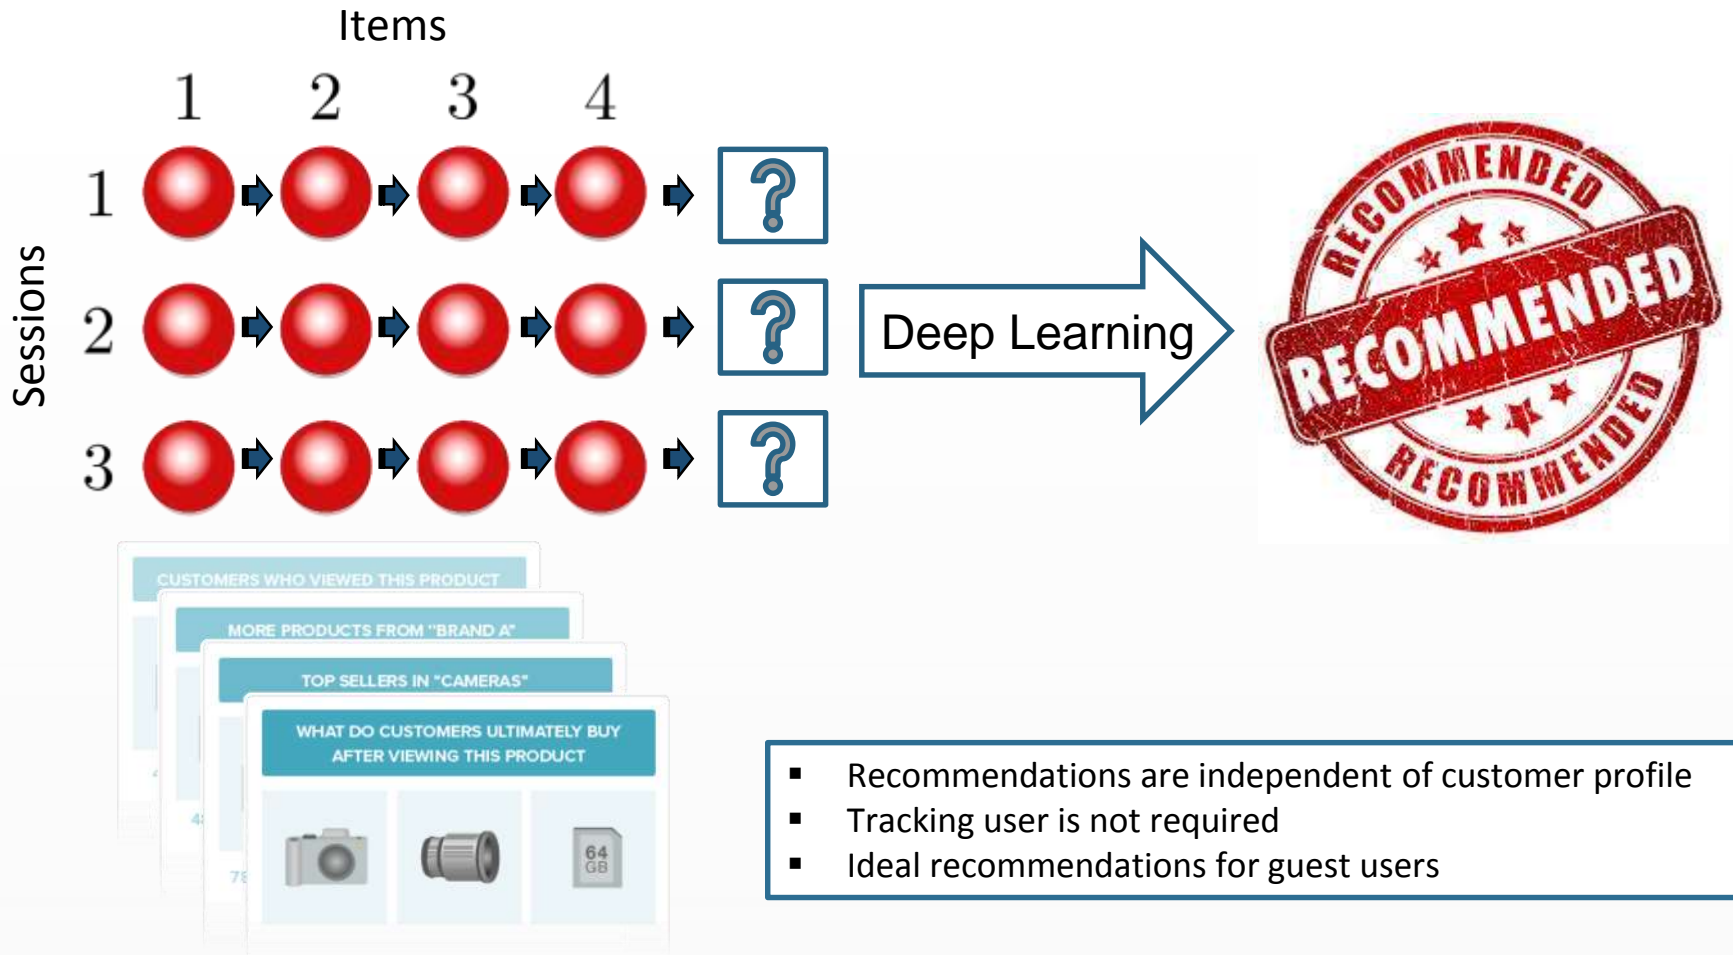 Items
1 2 3 4
Sessions
1
2
3
Deep Learning
RECOMMENDED
RECOMMENDED
RECOMMENDED
CUSTOMERS WHO VIEWED THIS PRODUCT
MORE PRODUCTS FROM "BRAND A"
TOP SELLERS IN "CAMERAS"
WHAT DO CUSTOMERS ULTIMATELY BUY
AFTER VIEWING THIS PRODUCT
64
GB
▪ Recommendations are independent of customer profile
▪ Tracking user is not required
▪ Ideal recommendations for guest users